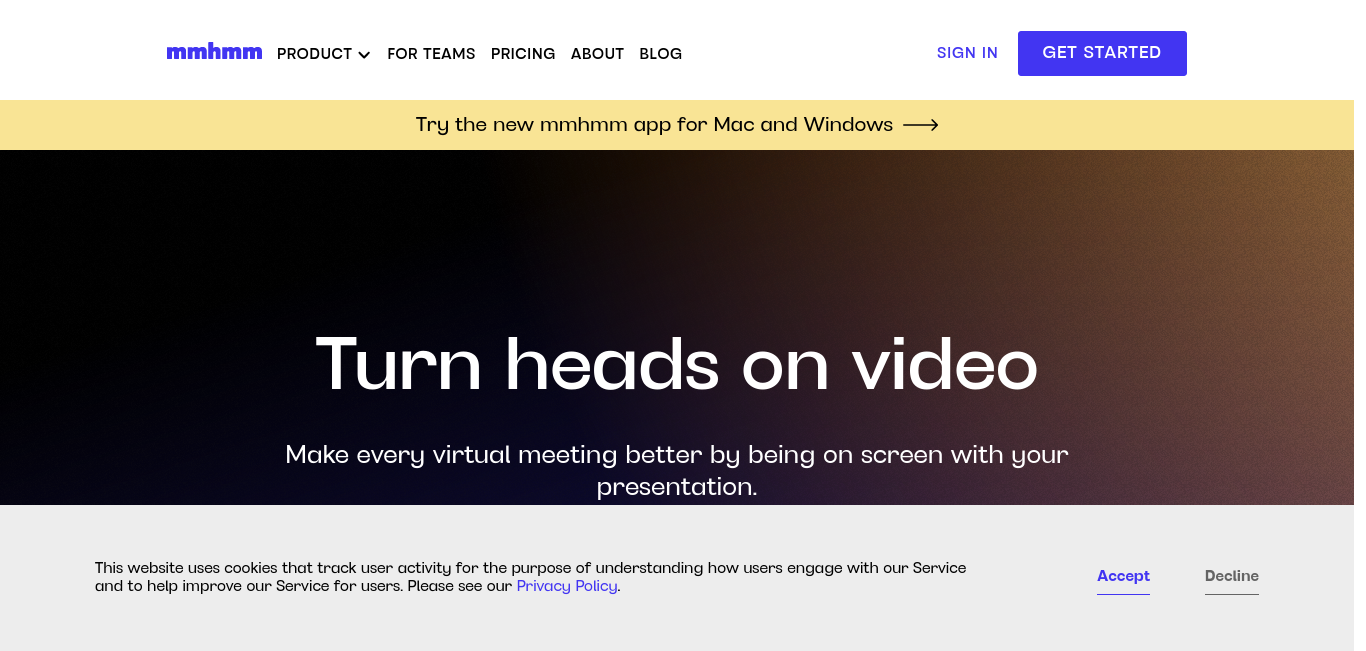 mmhmm PRODUCT FOR TEAMS PRICING ABOUT BLOG SIGN IN GET STARTED
Try the new mmhmm app for Mac and Windows
Turn heads on video
Make every virtual meeting better by being on screen with your
presentation.
This website uses cookies that track user activity for the purpose of understanding how users engage with our Service
and to help improve our Service for users. Please see our Privacy Policy.
Accept Decline